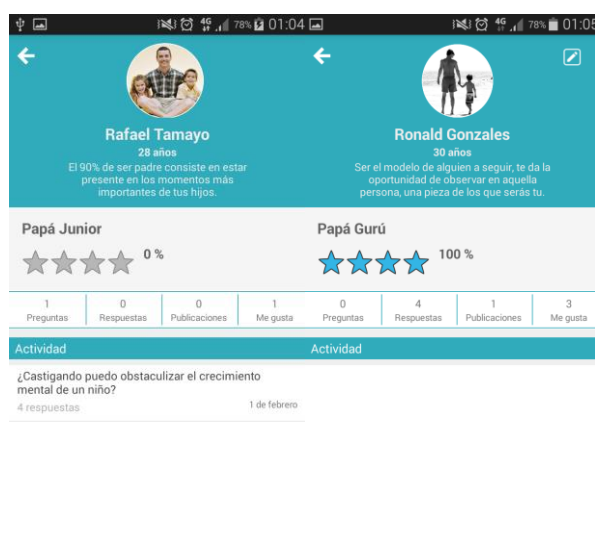 4G 78% 01:04
Rafael Tamayo
28 años
El 90% de ser padre consiste en estar
presente en los momentos más
importantes de tus hijos.
Papá Junior
0 %
1 0 0 1
Preguntas Respuestas Publicaciones Me gusta
Actividad
¿Castigando puedo obstaculizar el crecimiento
mental de un niño?
4 respuestas 1 de febrero
4G 78% 01:05
Ronald Gonzales
30 años
Ser el modelo de alguien a seguir, te da la
oportunidad de observar en aquella
persona, una pieza de los que serás tu.
Papá Gurú
100 %
0 4 1 3
Preguntas Respuestas Publicaciones Me gusta
Actividad